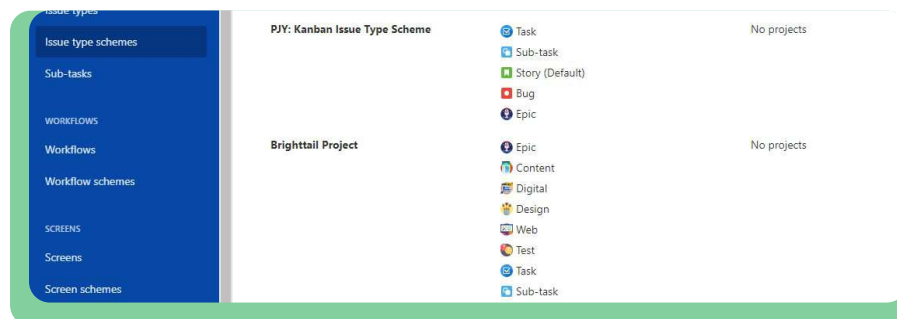 Issue types
Issue type schemes
Sub-tasks
WORKFLOWS
Workflows
Workflow schemes
SCREENS
Screens
Screen schemes
PJY: Kanban Issue Type Scheme
Task
Sub-task
Story (Default)
Bug
Epic
No projects
Brighttail Project
Epic
Content
Digital
Design
Web
Test
Task
Sub-task
No projects